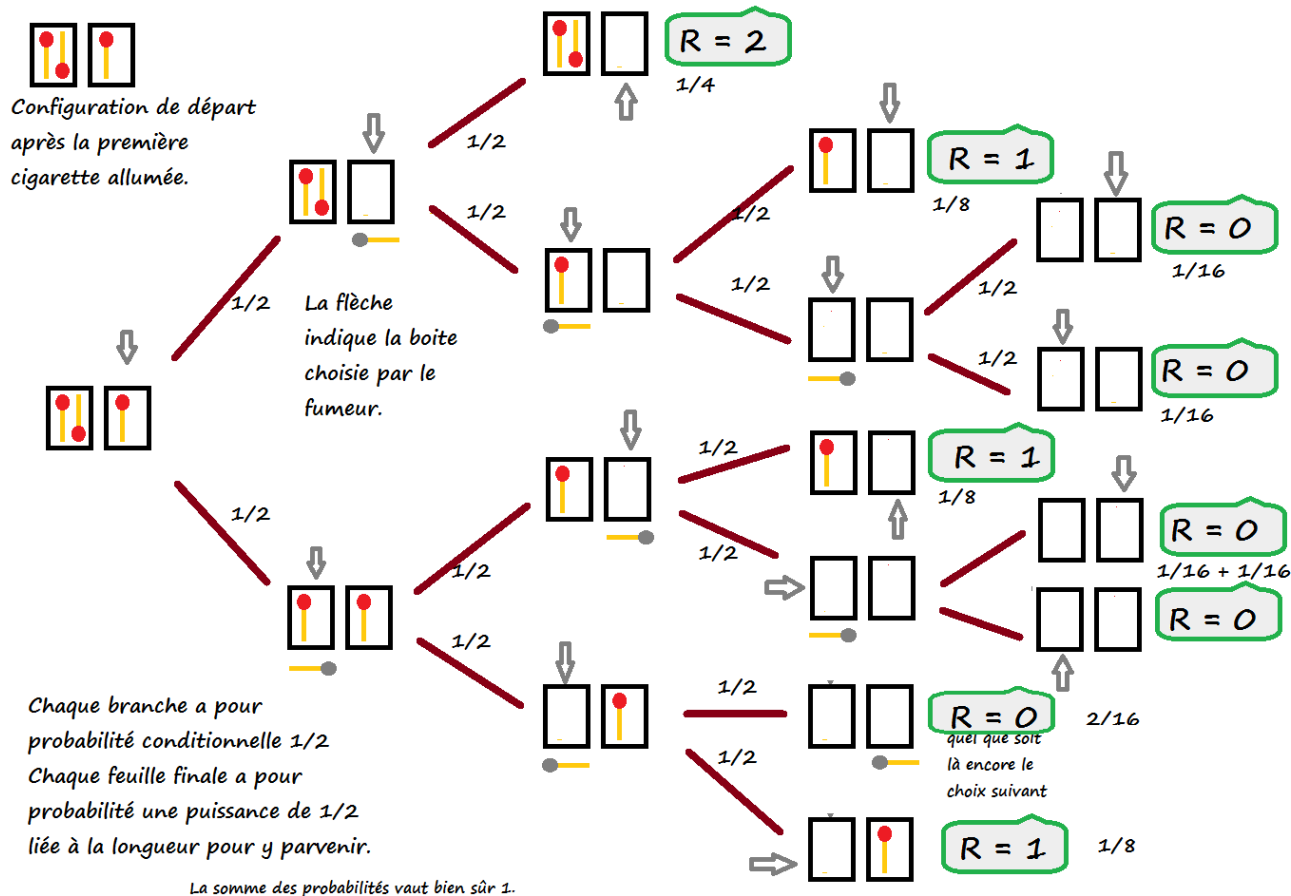 R = 2
1/4
Configuration de départ
après la première
cigarette allumée.
1/2
R = 1
1/8
1/2
1/2
R = 0
1/16
1/2
La flèche
indique la boite
choisie par le
fumeur.
1/2
1/2
R = 0
1/16
1/2
1/2
R = 1
1/8
1/2
1/2
R = 0
1/16 + 1/16
1/2
R = 0
1/2
1/2
R = 0
2/16
quel que soit
là encore le
choix suivant
1/2
R = 1
1/8
Chaque branche a pour
probabilité conditionnelle 1/2
Chaque feuille finale a pour
probabilité une puissance de 1/2
liée à la longueur pour y parvenir.
La somme des probabilités vaut bien sûr 1.